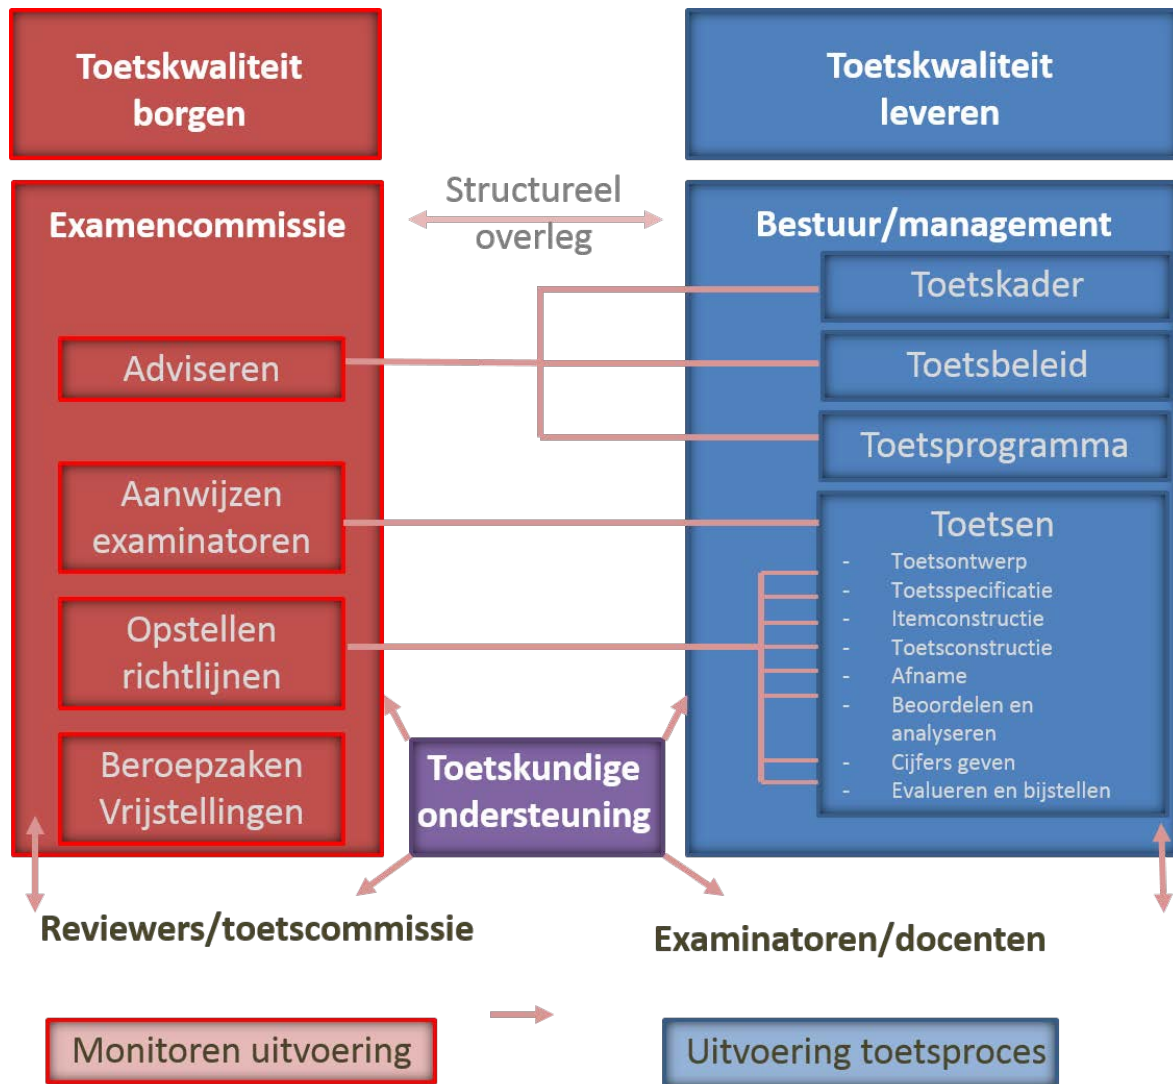 Toetskwaliteit
borgen
Toetskwaliteit
leveren
Examencommissie
Structureel
overleg
Bestuur/management
Adviseren
Aanwijzen
examinatoren
Opstellen
richtlijnen
Beroepzaken
Vrijstellingen
Toetskader
Toetsbeleid
Toetsprogramma
Toetsen
- Toetsontwerp
- Toetsspecificatie
- Itemconstructie
- Toetsconstructie
- Afname
- Beoordelen en
analyseren
- Cijfers geven
- Evalueren en bijstellen
Toetskundige
ondersteuning
Reviewers/toetscommissie
Examinatoren/docenten
Monitoren uitvoering
Uitvoering toetsproces